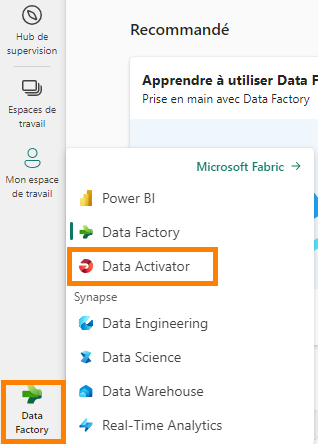 Hub de
supervision
Espaces de
travail
Mon espace
de travail
Data
Factory
Recommandé
Apprendre à utiliser Data F
Prise en main avec Data Factory
Microsoft Fabric →
Power BI
Data Factory
Data Activator
Synapse
Data Engineering
Data Science
Data Warehouse
Real-Time Analytics